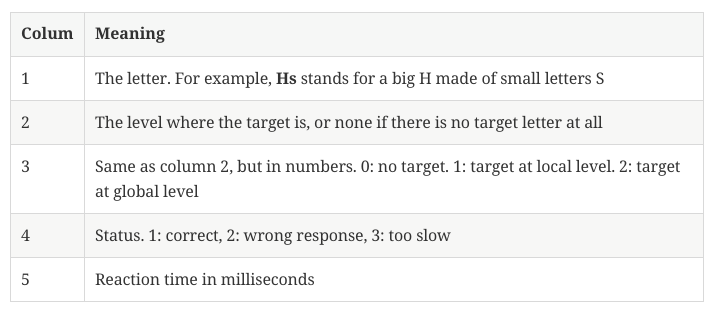 Colum Meaning
1 The letter. For example, Hs stands for a big H made of small letters S
2 The level where the target is, or none if there is no target letter at all
3 Same as column 2, but in numbers. 0: no target. 1: target at local level. 2: target
at global level
4 Status. 1: correct, 2: wrong response, 3: too slow
5 Reaction time in milliseconds